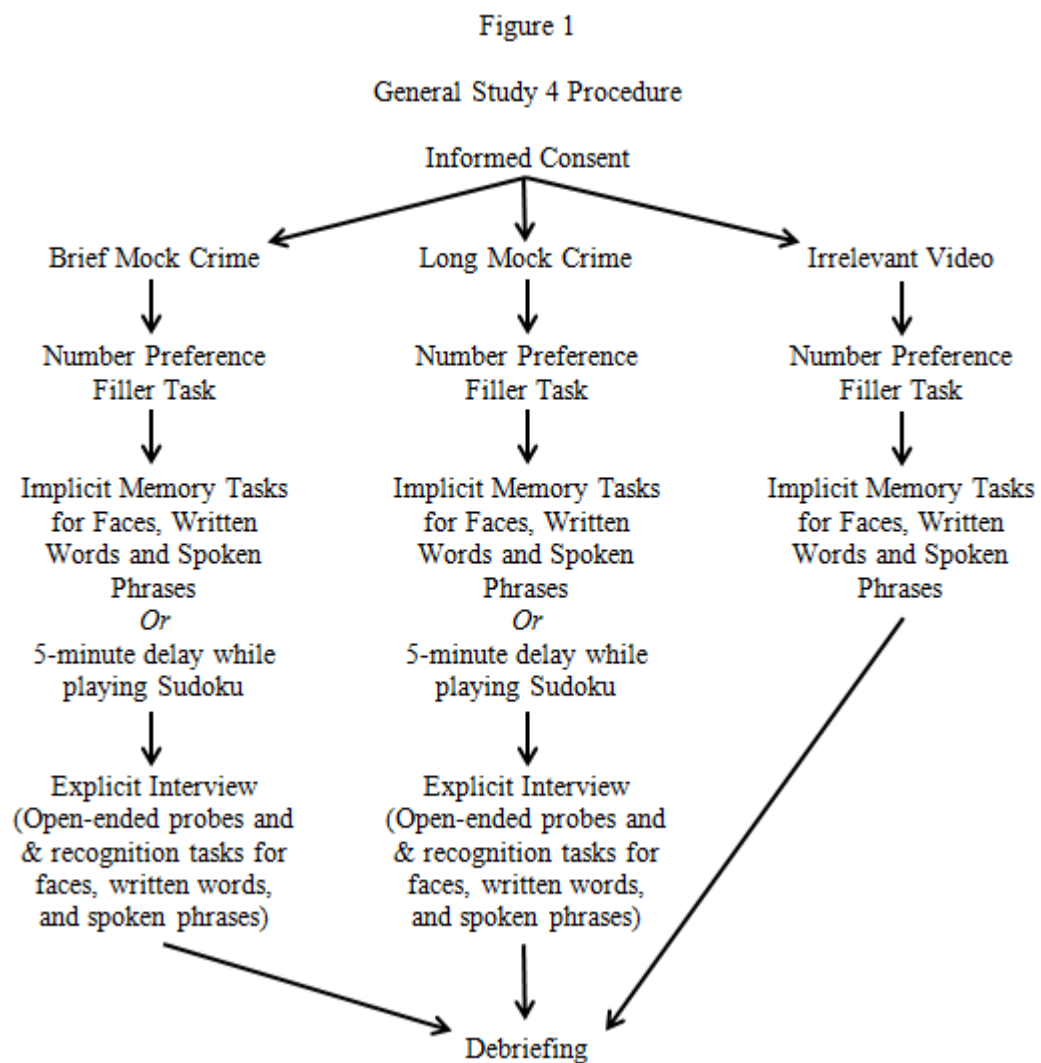 Figure 1
General Study 4 Procedure
Informed Consent
Brief Mock Crime
Long Mock Crime
Irrelevant Video
Number Preference
Filler Task
Number Preference
Filler Task
Number Preference
Filler Task
Implicit Memory Tasks
for Faces, Written
Words and Spoken
Phrases
Or
5-minute delay while
playing Sudoku
Implicit Memory Tasks
for Faces, Written
Words and Spoken
Phrases
Or
5-minute delay while
playing Sudoku
Implicit Memory Tasks
for Faces, Written
Words and Spoken
Phrases
Explicit Interview
(Open-ended probes and
& recognition tasks for
faces, written words,
and spoken phrases)
Explicit Interview
(Open-ended probes and
& recognition tasks for
faces, written words,
and spoken phrases)
Debriefing